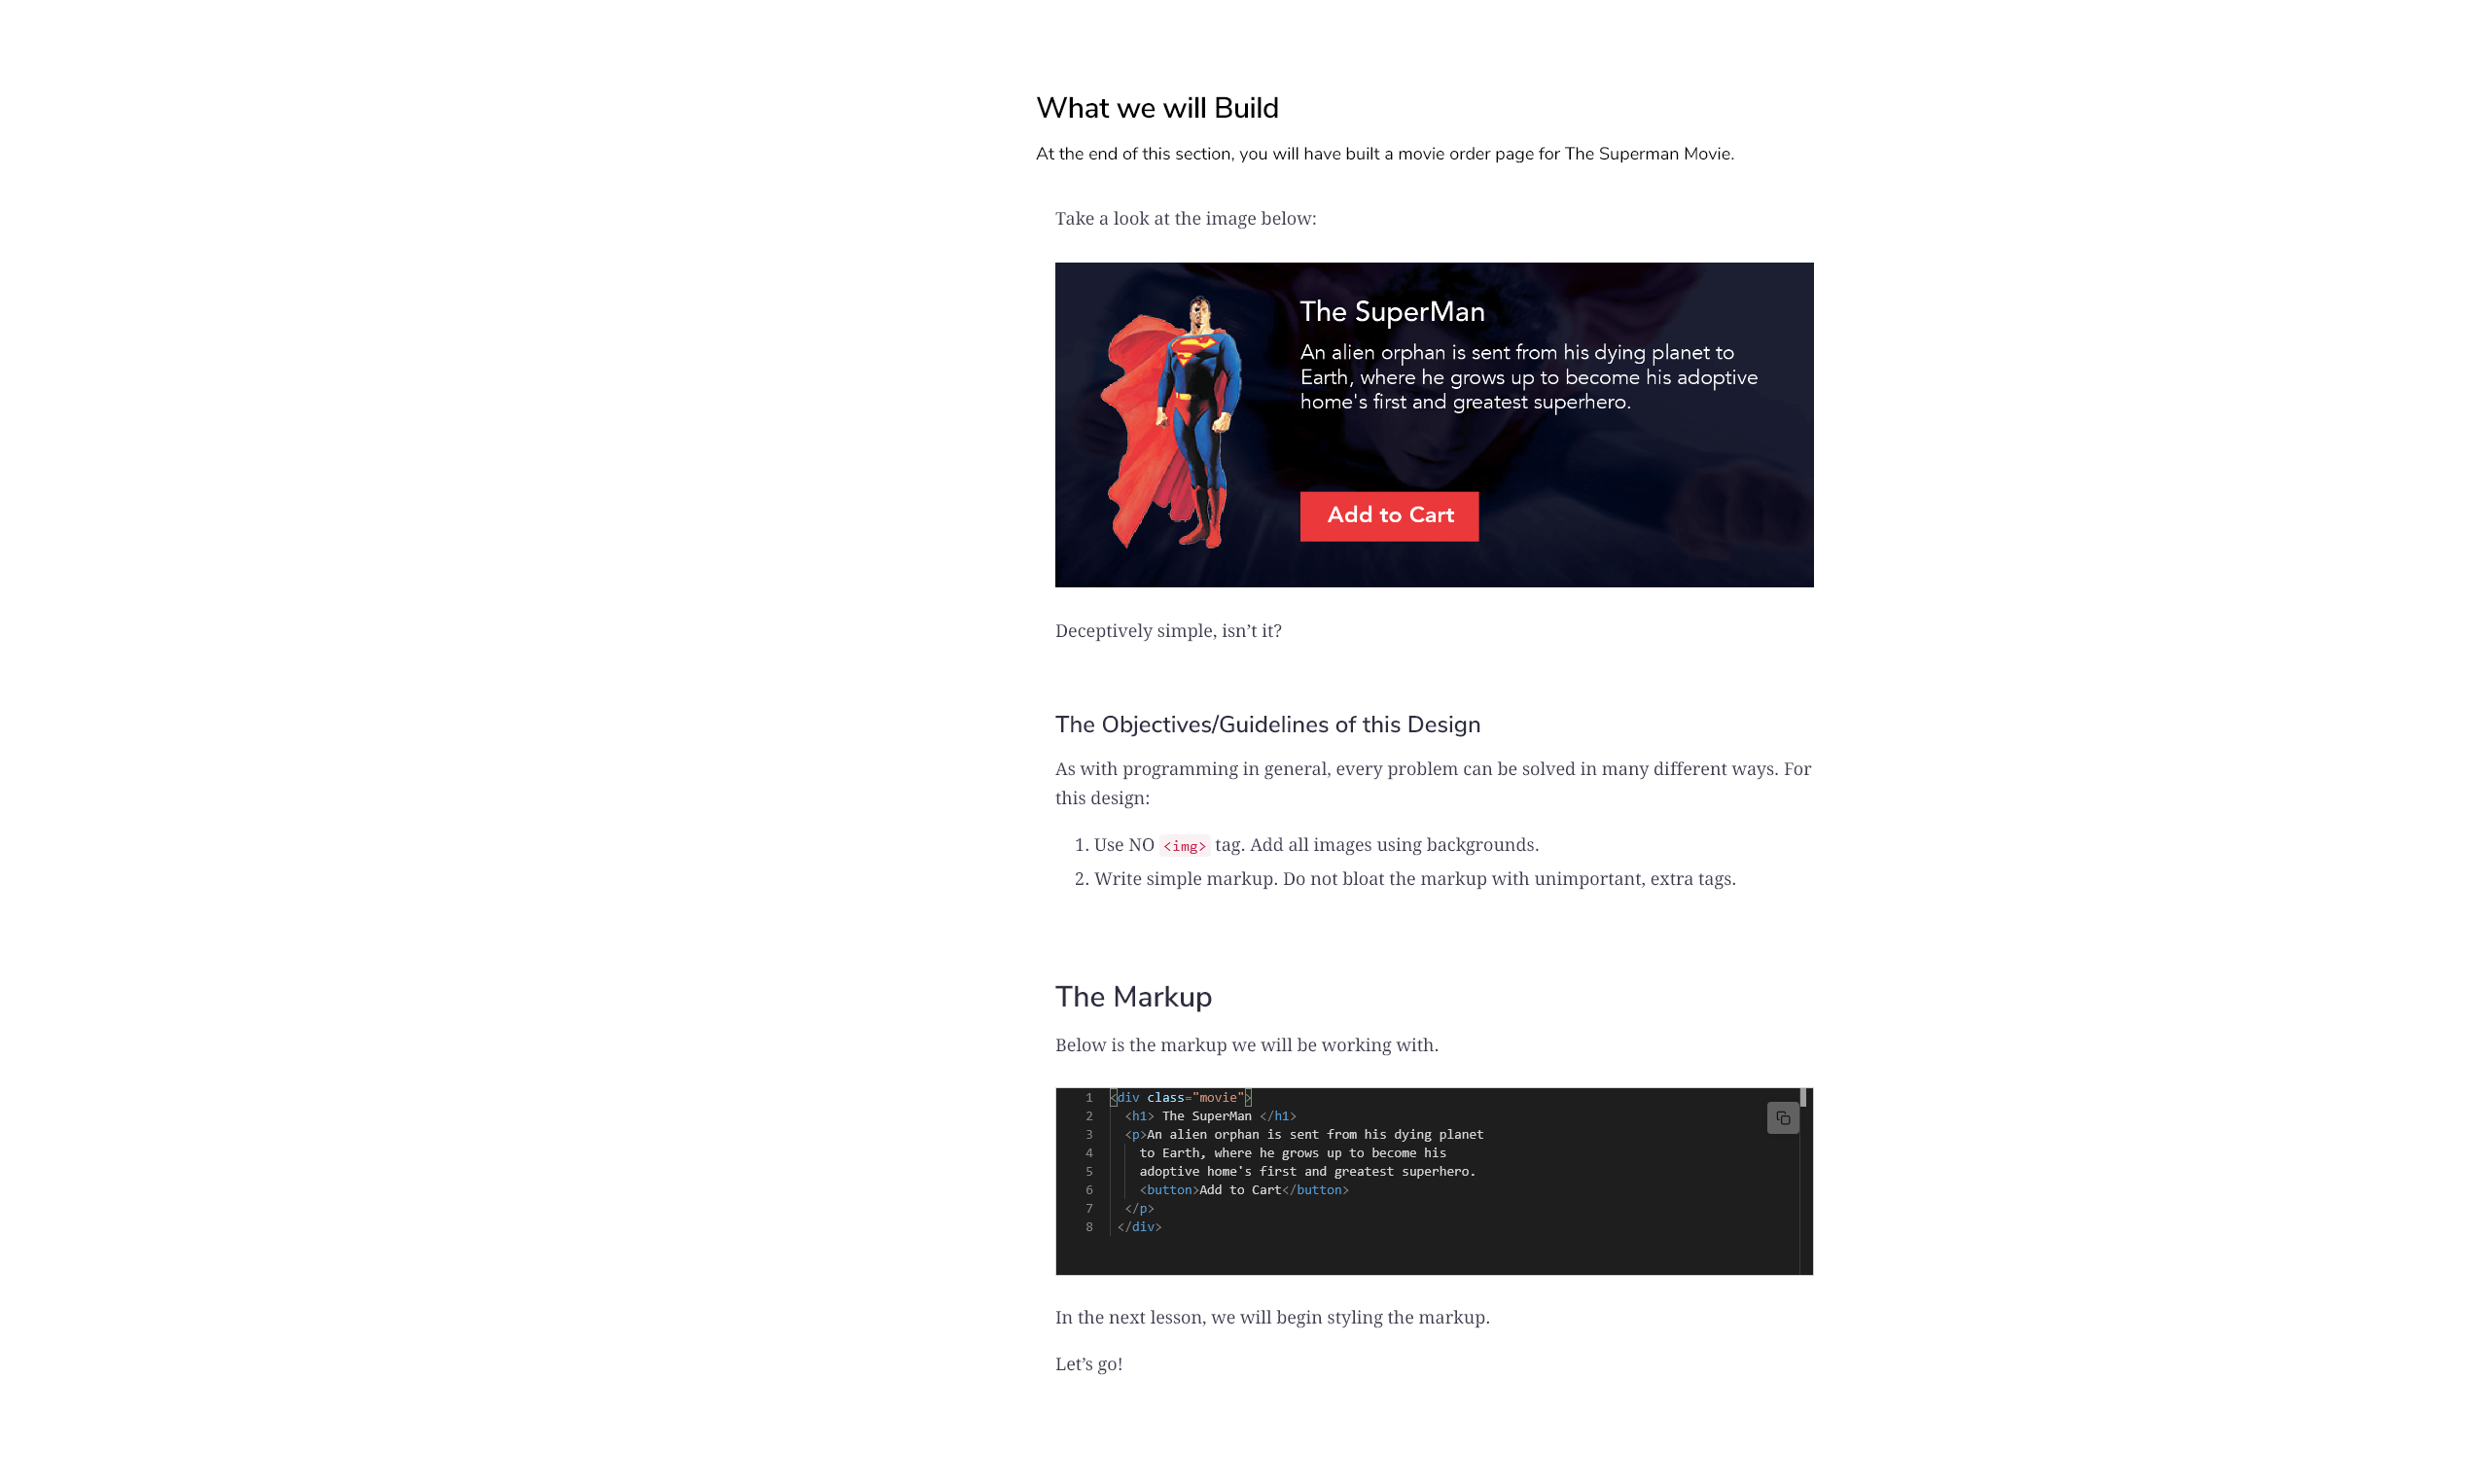 What we will Build
At the end of this section, you will have built a movie order page for The Superman Movie.
Take a look at the image below:
The SuperMan
An alien orphan is sent from his dying planet to
Earth, where he grows up to become his adoptive
home's first and greatest superhero.
Add to Cart
Deceptively simple, isn’t it?
The Objectives/Guidelines of this Design
As with programming in general, every problem can be solved in many different ways. For
this design:
1. Use NO <img> tag. Add all images using backgrounds.
2. Write simple markup. Do not bloat the markup with unimportant, extra tags.
The Markup
Below is the markup we will be working with.
1 <div class="movie">
2   <h1> The SuperMan </h1>
3   <p>An alien orphan is sent from his dying planet
4     to Earth, where he grows up to become his
5     adoptive home's first and greatest superhero.
6     <button>Add to Cart</button>
7   </p>
8  </div>
In the next lesson, we will begin styling the markup.
Let’s go!